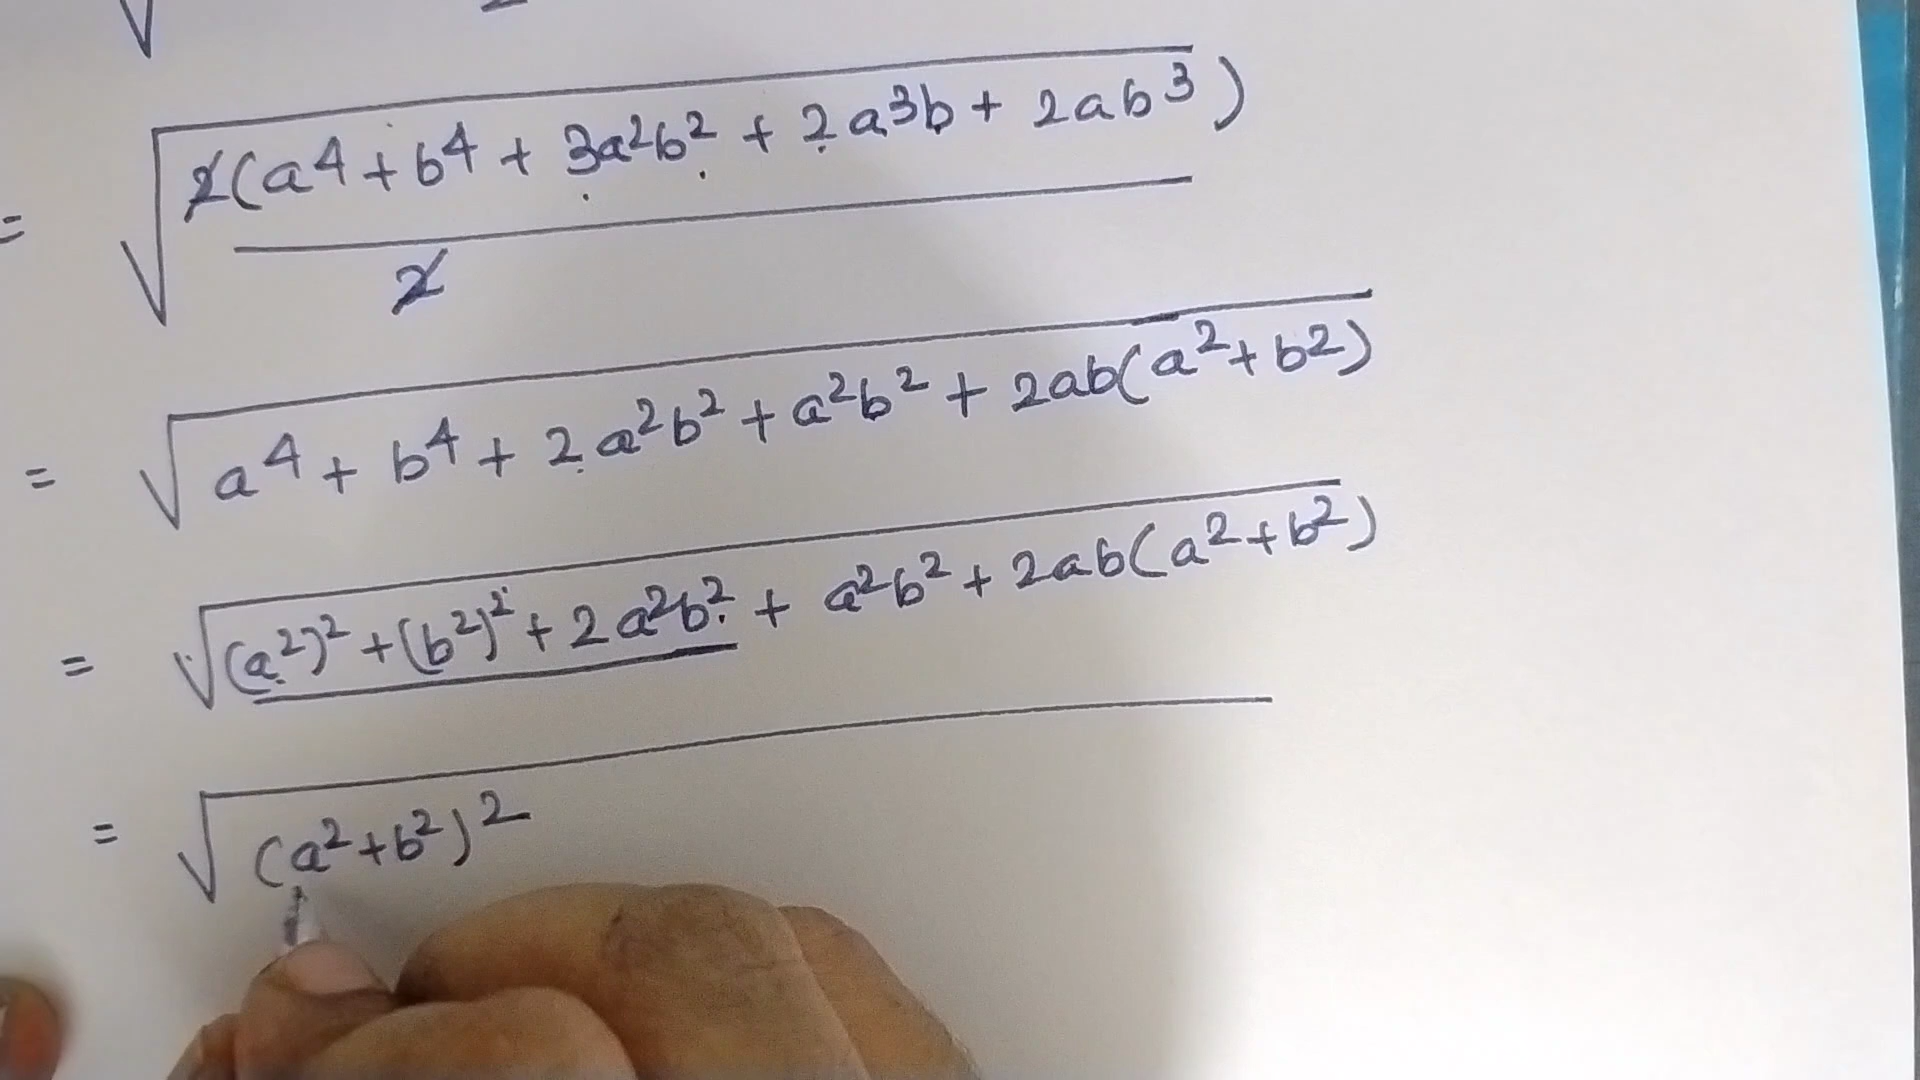 = √(2(a⁴+b⁴+3a²b²+2a³b+2ab³)/2)
= √(a⁴+b⁴+2a²b²+a²b²+2ab(a²+b²))
= √((a²)²+(b²)²+2a²b²+a²b²+2ab(a²+b²))
= √((a²+b²)²)